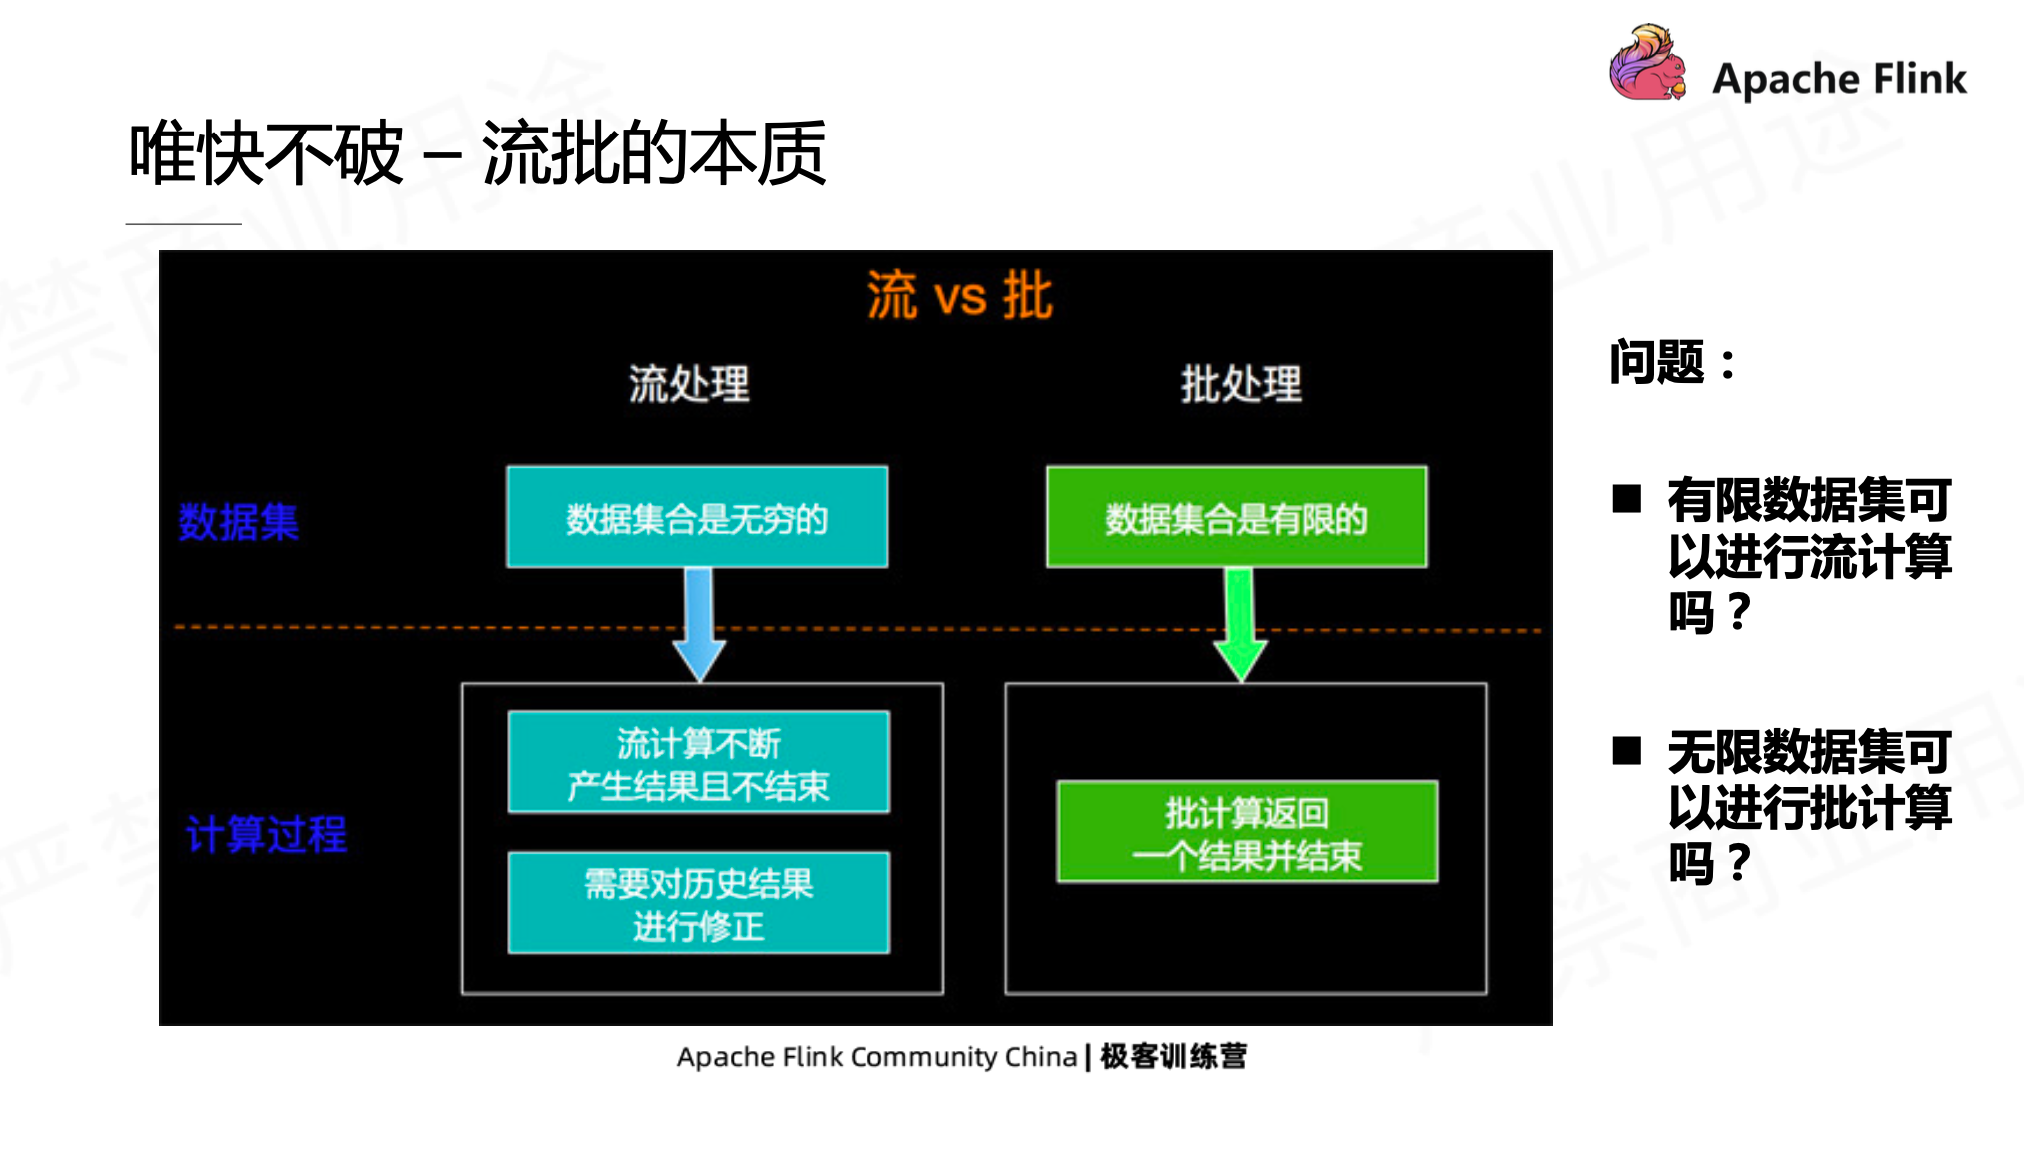 Apache Flink
唯快不破 – 流批的本质
流 vs 批
流处理
批处理
数据集
数据集合是无穷的
数据集合是有限的
计算过程
流计算不断
产生结果且不结束
需要对历史结果
进行修正
批计算返回
一个结果并结束
问题：
■ 有限数据集可
以进行流计算
吗？
■ 无限数据集可
以进行批计算
吗？
Apache Flink Community China | 极客训练营
严禁商业用途